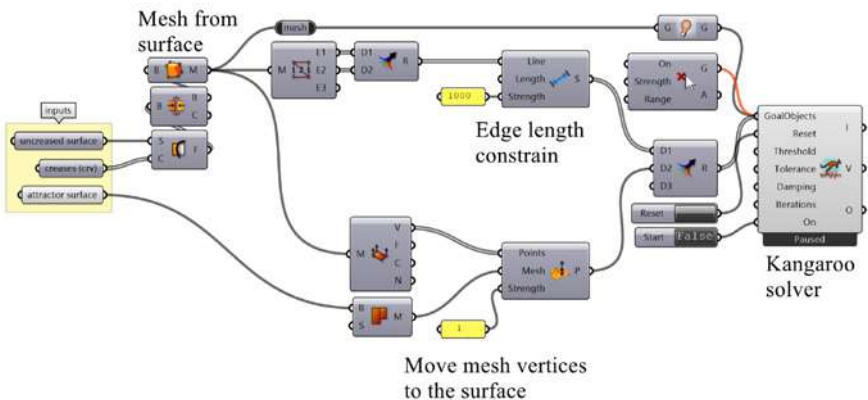 Mesh from
surface
mesh
G G
B M
M E1 E2 E3
D1 D2 R
Line
Length
Strength
S
1000
Edge length
constrain
On
Strength
Range
G
A
B B C
inputs
uncreased surface
creases (crv)
attractor surface
S C F
GoalObjects
Reset
Threshold
Tolerance
Damping
Iterations
On
I
V
O
Paused
D1
D2
D3
R
Reset
Start False
Kangaroo
solver
M V F C N
Points
Mesh
Strength
P
B S M
1
Move mesh vertices
to the surface